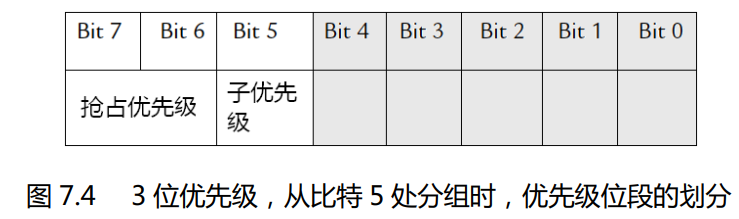 Bit 7 Bit 6 Bit 5 Bit 4 Bit 3 Bit 2 Bit 1 Bit 0
抢占优先级 子优先
级
图 7.4 3 位优先级，从比特 5 处分组时，优先级位段的划分